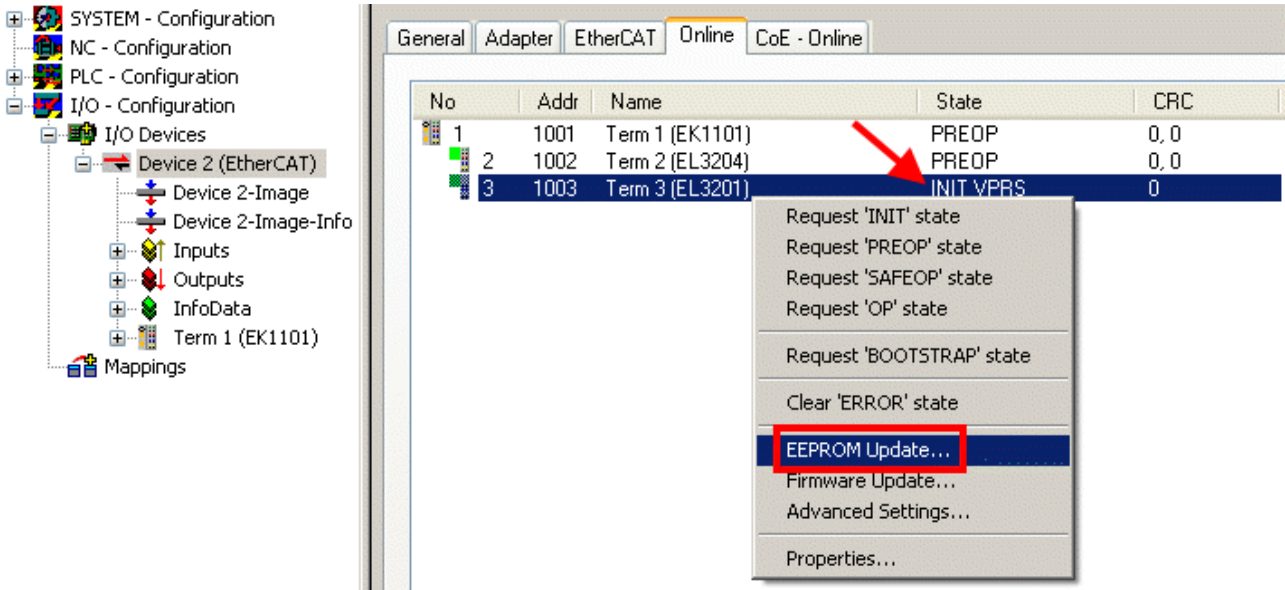 SYSTEM - Configuration
NC - Configuration
PLC - Configuration
I/O - Configuration
I/O Devices
Device 2 (EtherCAT)
Device 2-Image
Device 2-Image-Info
Inputs
Outputs
InfoData
Term 1 (EK1101)
Mappings
General Adapter EtherCAT Online CoE - Online
No Addr Name State CRC
1 1001 Term 1 (EK1101) PREOP 0, 0
2 1002 Term 2 (EL3204) PREOP 0, 0
3 1003 Term 3 (EL3201) INIT VPRS 0
Request 'INIT' state
Request 'PREOP' state
Request 'SAFEOP' state
Request 'OP' state
Request 'BOOTSTRAP' state
Clear 'ERROR' state
EEPROM Update...
Firmware Update...
Advanced Settings...
Properties...